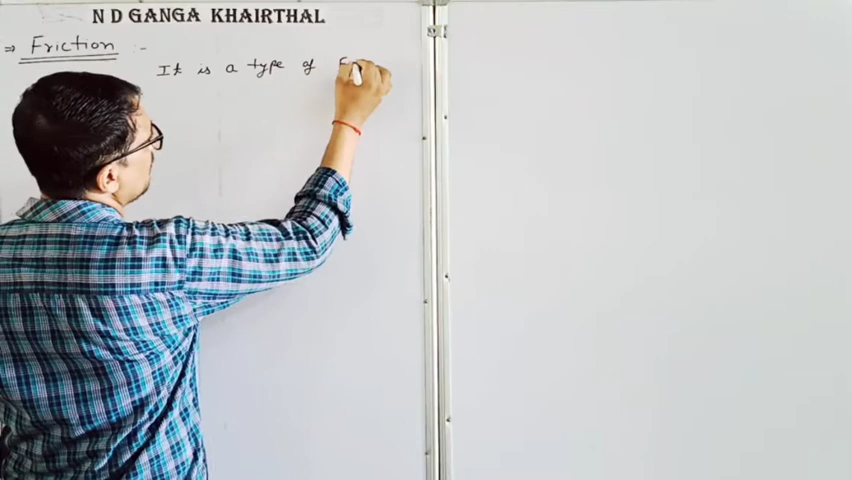 N D GANGA KHAIRTHAL
⇒ Friction :-
It is a type of